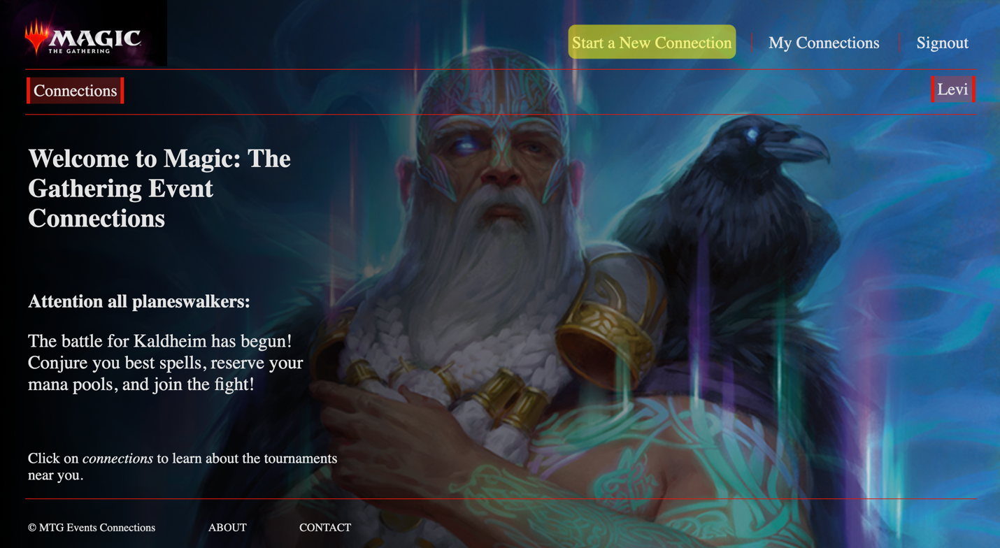 MAGIC
THE GATHERING
Start a New Connection
My Connections
Signout
Connections
Levi
Welcome to Magic: The
Gathering Event
Connections
Attention all planeswalkers:
The battle for Kaldheim has begun!
Conjure you best spells, reserve your
mana pools, and join the fight!
Click on connections to learn about the tournaments
near you.
© MTG Events Connections
ABOUT
CONTACT